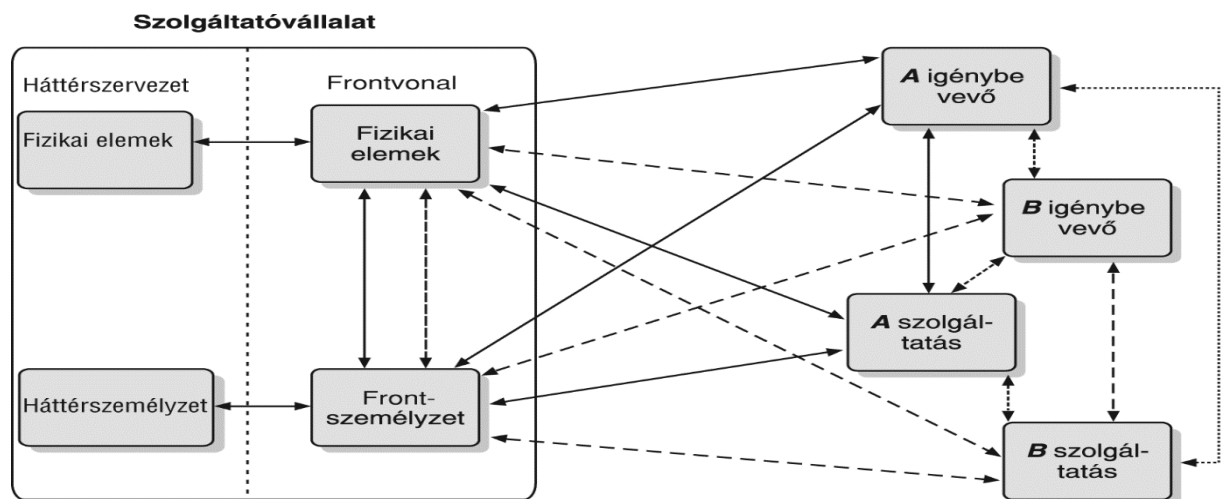 Szolgáltatóvállalat
Háttérszervezet
Frontvonal
Fizikai elemek
Fizikai
elemek
Háttérszemélyzet
Front-
személyzet
A igénybe
vevő
B igénybe
vevő
A szolgál-
tatás
B szolgál-
tatás